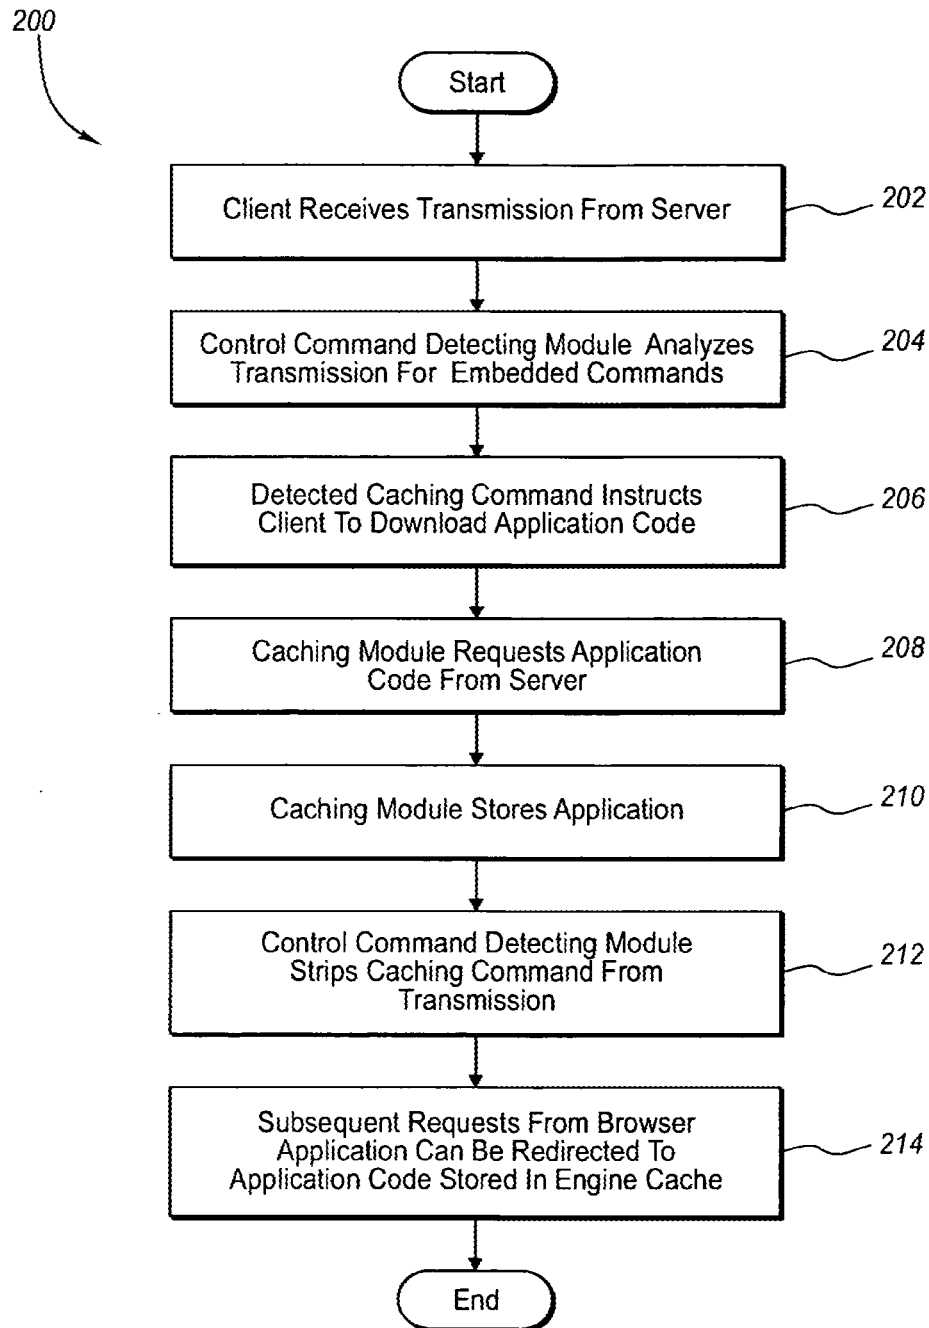 200
Start
Client Receives Transmission From Server
202
Control Command Detecting Module Analyzes
Transmission For Embedded Commands
204
Detected Caching Command Instructs
Client To Download Application Code
206
Caching Module Requests Application
Code From Server
208
Caching Module Stores Application
210
Control Command Detecting Module
Strips Caching Command From
Transmission
212
Subsequent Requests From Browser
Application Can Be Redirected To
Application Code Stored In Engine Cache
214
End